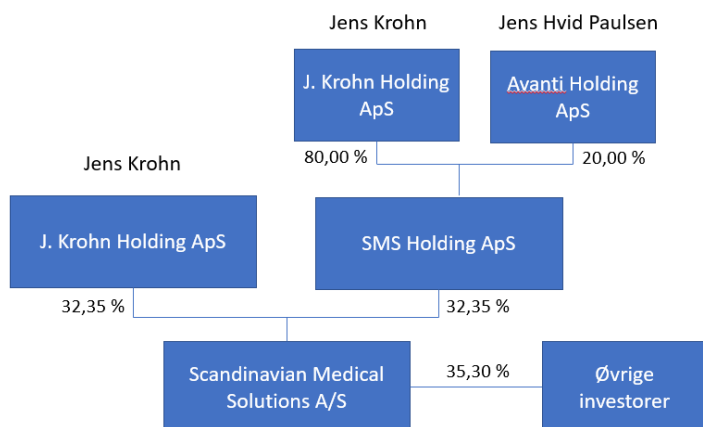 Jens Krohn
Jens Hvid Paulsen
J. Krohn Holding
ApS
Avanti Holding
ApS
80,00 %
20,00 %
Jens Krohn
J. Krohn Holding ApS
SMS Holding ApS
32,35 %
32,35 %
Scandinavian Medical
Solutions A/S
35,30 %
Øvrige
investorer